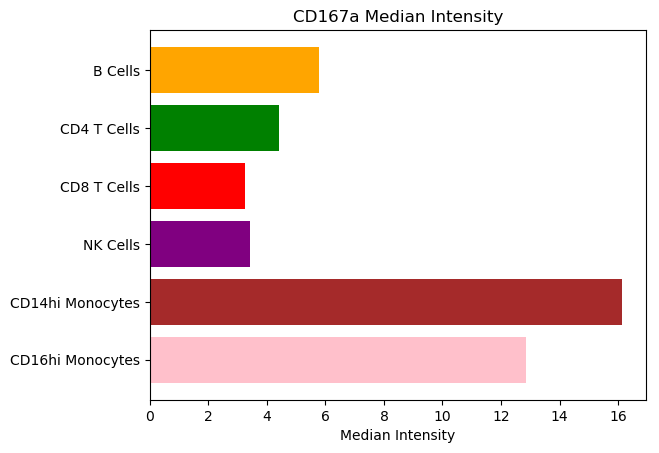 CD167a Median Intensity
B Cells
CD4 T Cells
CD8 T Cells
NK Cells
CD14hi Monocytes
CD16hi Monocytes
0 2 4 6 8 10 12 14 16
Median Intensity